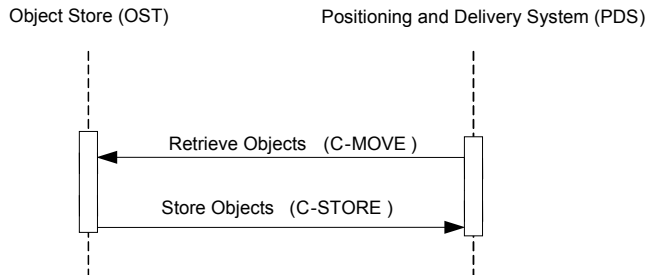 Object Store (OST)
Positioning and Delivery System (PDS)
Retrieve Objects (C-MOVE )
Store Objects (C-STORE )